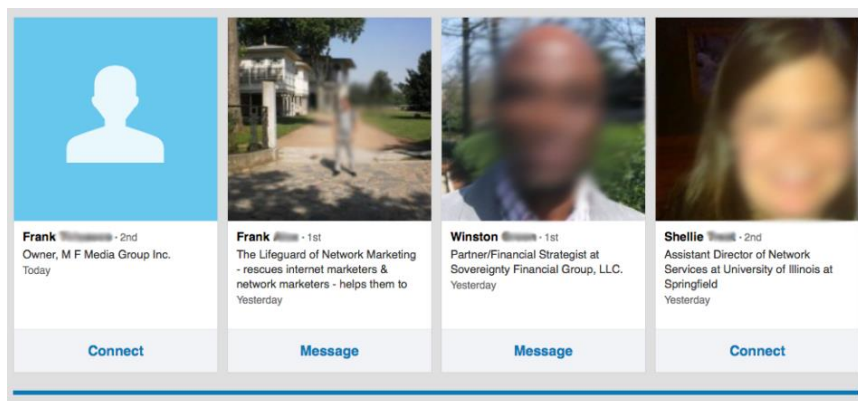 Frank · 2nd
Owner, M F Media Group Inc.
Today
Connect
Frank · 1st
The Lifeguard of Network Marketing
- rescues internet marketers &
network marketers - helps them to
Yesterday
Message
Winston · 1st
Partner/Financial Strategist at
Sovereignty Financial Group, LLC.
Yesterday
Message
Shellie · 2nd
Assistant Director of Network
Services at University of Illinois at
Springfield
Yesterday
Connect